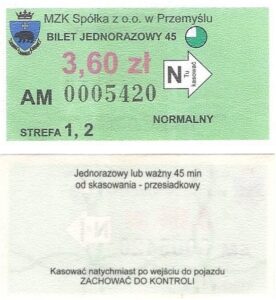 MZK Spółka z o.o. w Przemyślu
BILET JEDNORAZOWY 45
3,60 zł
N Tu kasować
AM 0005420
NORMALNY
STREFA 1, 2
Jednorazowy lub ważny 45 min
od skasowania - przesiadkowy
Kasować natychmiast po wejściu do pojazdu
ZACHOWAĆ DO KONTROLI